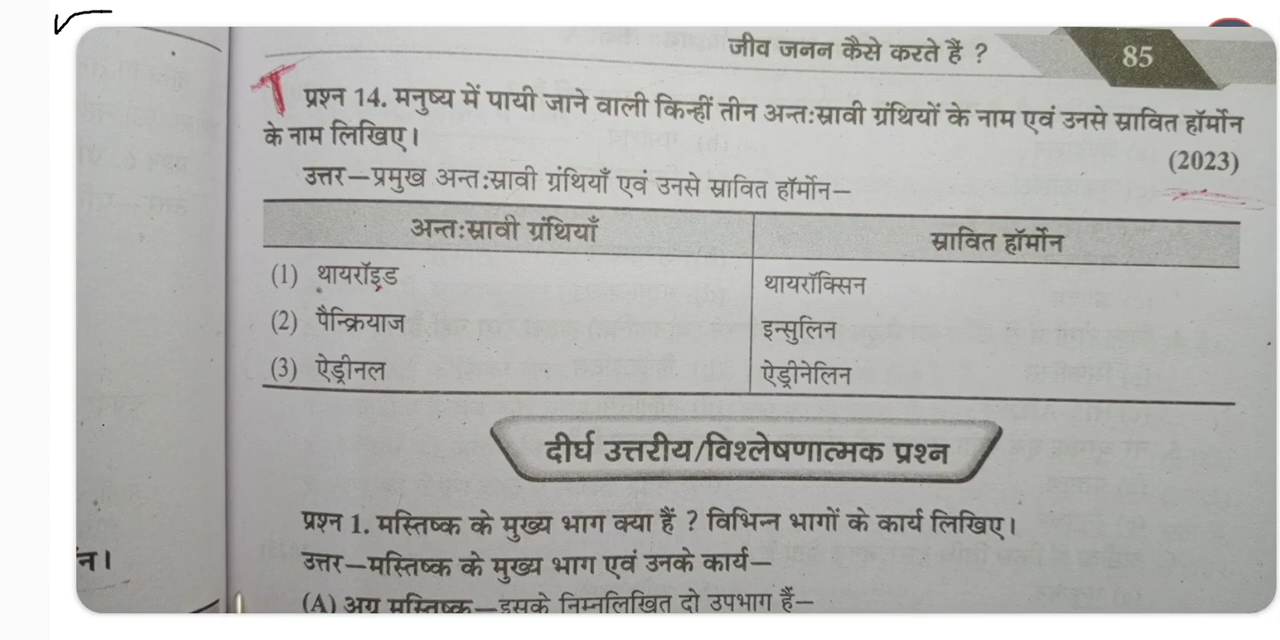 जीव जनन कैसे करते हैं ?
85
प्रश्न 14. मनुष्य में पायी जाने वाली किन्हीं तीन अन्तःस्रावी ग्रंथियों के नाम एवं उनसे स्रावित हॉर्मोन
के नाम लिखिए।
(2023)
उत्तर—प्रमुख अन्तःस्रावी ग्रंथियाँ एवं उनसे स्रावित हॉर्मोन—
अन्तःस्रावी ग्रंथियाँ स्रावित हॉर्मोन
(1) थायरॉइड थायरॉक्सिन
(2) पैन्क्रियाज इन्सुलिन
(3) ऐड्रीनल ऐड्रीनेलिन
दीर्घ उत्तरीय/विश्लेषणात्मक प्रश्न
प्रश्न 1. मस्तिष्क के मुख्य भाग क्या हैं ? विभिन्न भागों के कार्य लिखिए।
न।
उत्तर—मस्तिष्क के मुख्य भाग एवं उनके कार्य—
(A) अग्र मस्तिष्क—इसके निम्नलिखित दो उपभाग हैं—